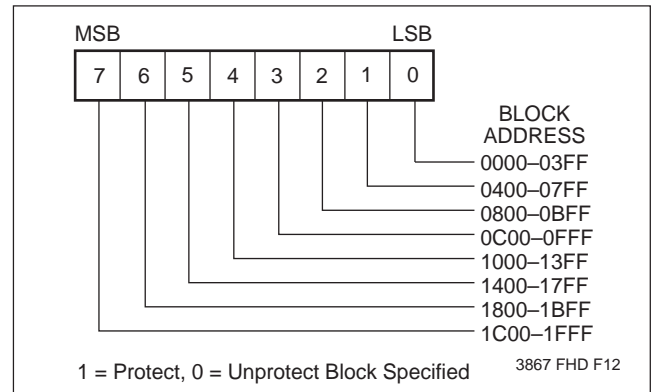 MSB LSB
7 6 5 4 3 2 1 0
BLOCK
ADDRESS
0000–03FF
0400–07FF
0800–0BFF
0C00–0FFF
1000–13FF
1400–17FF
1800–1BFF
1C00–1FFF
1 = Protect, 0 = Unprotect Block Specified
3867 FHD F12